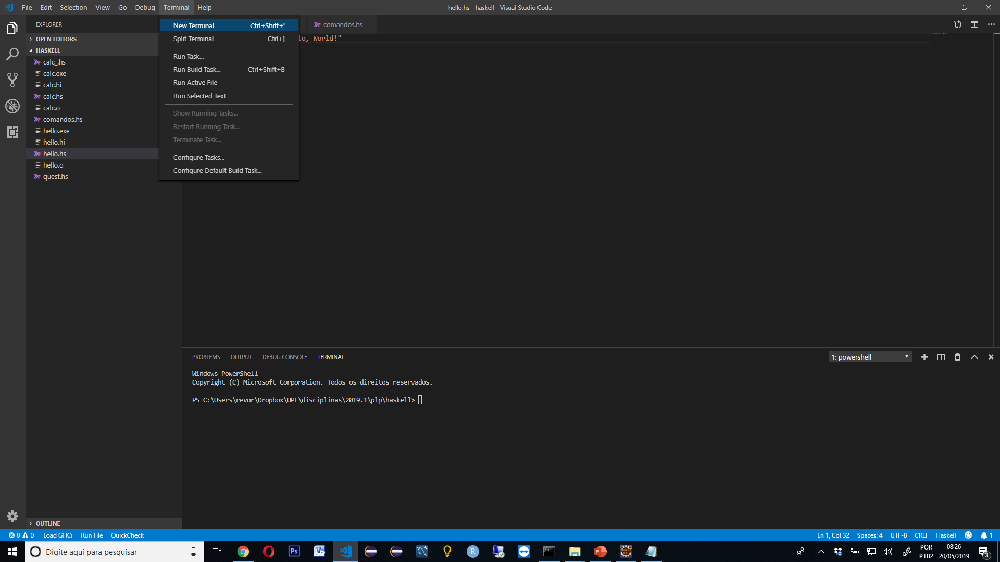 File Edit Selection View Go Debug Terminal Help
hello.hs - haskell - Visual Studio Code
EXPLORER
OPEN EDITORS
HASKELL
calc_.hs
calc.exe
calc.hi
calc.hs
calc.o
comandos.hs
hello.exe
hello.hi
hello.hs
hello.o
quest.hs
OUTLINE
New Terminal Ctrl+Shift+'
Split Terminal Ctrl+]
Run Task...
Run Build Task... Ctrl+Shift+B
Run Active File
Run Selected Text
Show Running Tasks...
Restart Running Task...
Terminate Task...
Configure Tasks...
Configure Default Build Task...
comandos.hs
lo, World!"
PROBLEMS OUTPUT DEBUG CONSOLE TERMINAL
1: powershell
Windows PowerShell
Copyright (C) Microsoft Corporation. Todos os direitos reservados.
PS C:\Users\revor\Dropbox\UPE\disciplinas\2019.1\plp\haskell>
0 0 Load GHCi Run File QuickCheck
Ln 1, Col 32 Spaces: 4 UTF-8 CRLF Haskell 1
Digite aqui para pesquisar
Ps
R
POR
PTB2
08:26
20/05/2019
3